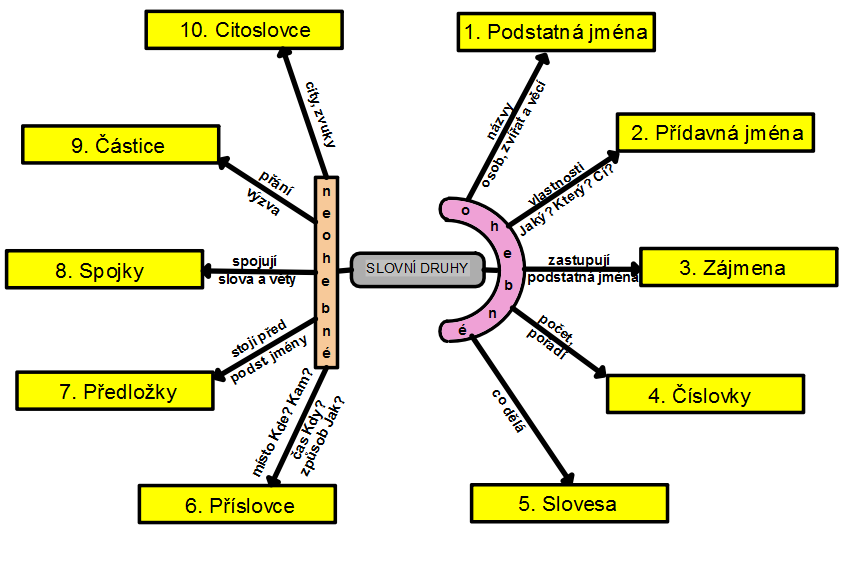 10. Citoslovce
1. Podstatná jména
city, zvuky
názvy
osob, zvířat a věcí
9. Částice
2. Přídavná jména
přání
výzva
vlastnosti
Jaký? Který? Čí?
neohebné
ohebné
8. Spojky
spojují
slova a věty
SLOVNÍ DRUHY
zastupují
podstatná jména
3. Zájmena
stojí před
podst jmény
počet,
pořadí
7. Předložky
4. Číslovky
místo Kde? Kam?
čas Kdy?
způsob Jak?
co dělá
6. Příslovce
5. Slovesa